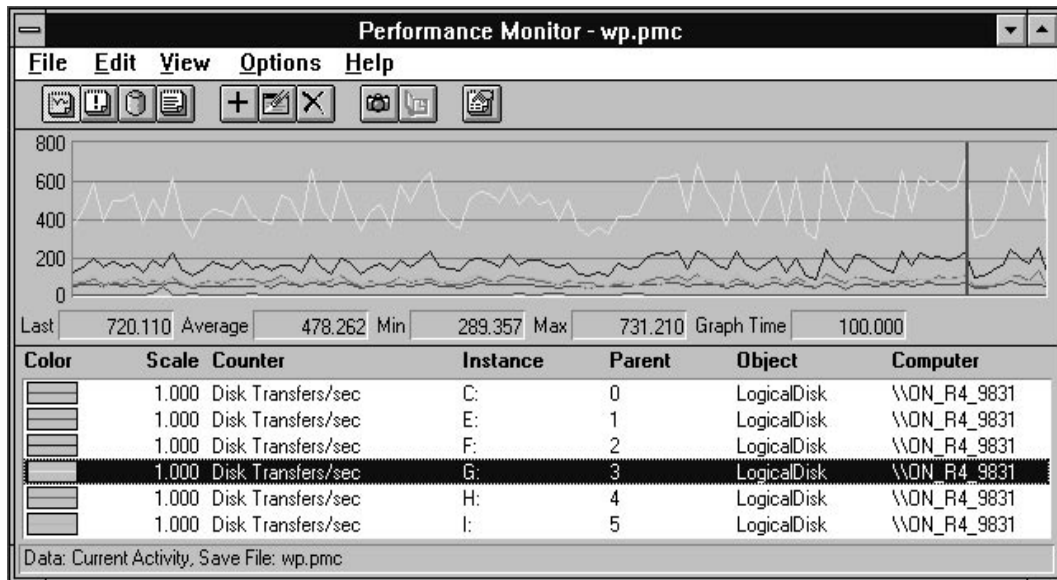 Performance Monitor - wp.pmc
File Edit View Options Help
800
600
400
200
0
Last 720.110 Average 478.262 Min 289.357 Max 731.210 Graph Time 100.000
Color Scale Counter Instance Parent Object Computer
1.000 Disk Transfers/sec C: 0 LogicalDisk \\ON_R4_9831
1.000 Disk Transfers/sec E: 1 LogicalDisk \\ON_R4_9831
1.000 Disk Transfers/sec F: 2 LogicalDisk \\ON_R4_9831
1.000 Disk Transfers/sec G: 3 LogicalDisk \\ON_R4_9831
1.000 Disk Transfers/sec H: 4 LogicalDisk \\ON_R4_9831
1.000 Disk Transfers/sec I: 5 LogicalDisk \\ON_R4_9831
Data: Current Activity, Save File: wp.pmc